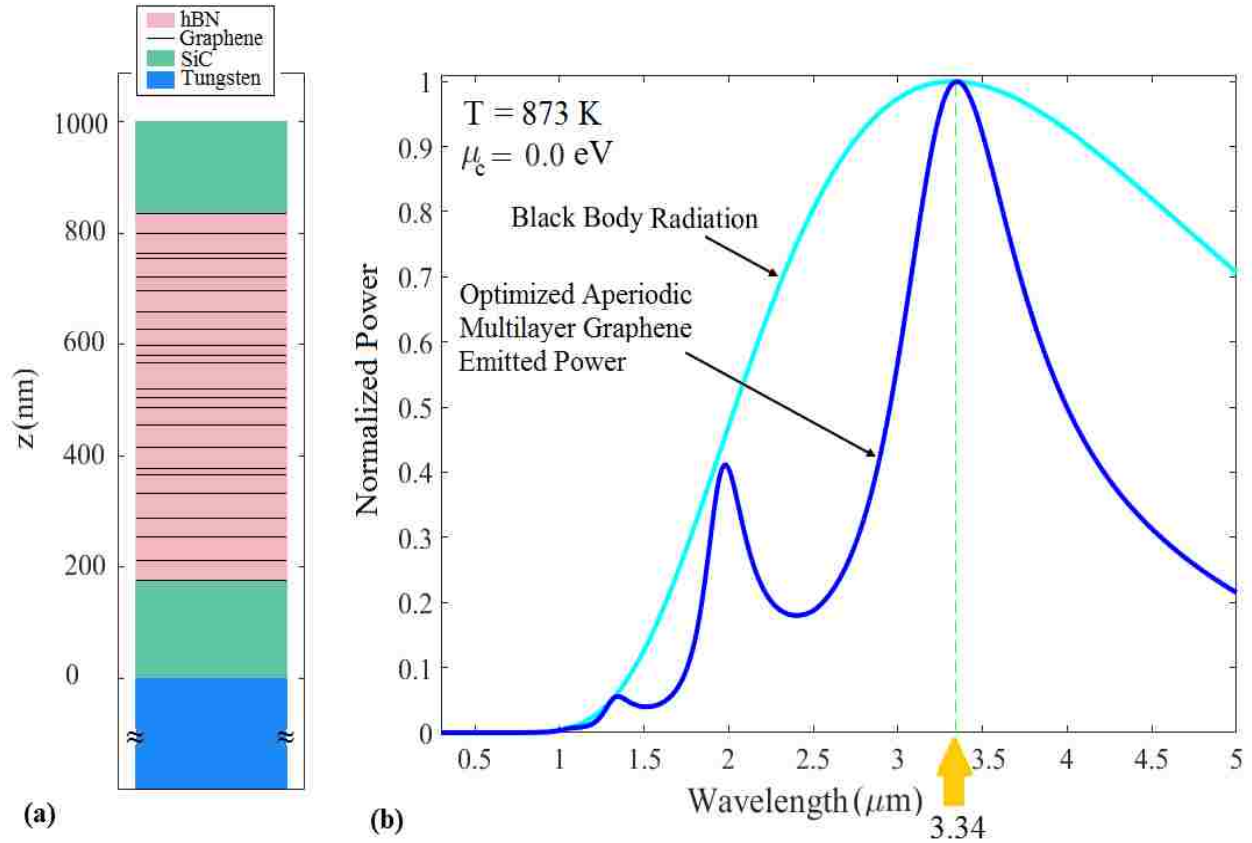 hBN
Graphene
SiC
Tungsten
1000
800
600
400
200
0
z(nm)
(a)
T = 873 K
μc = 0.0 eV
Black Body Radiation
Optimized Aperiodic
Multilayer Graphene
Emitted Power
Normalized Power
1
0.9
0.8
0.7
0.6
0.5
0.4
0.3
0.2
0.1
0
0.5 1 1.5 2 2.5 3 3.5 4 4.5 5
Wavelength(μm)
3.34
(b)